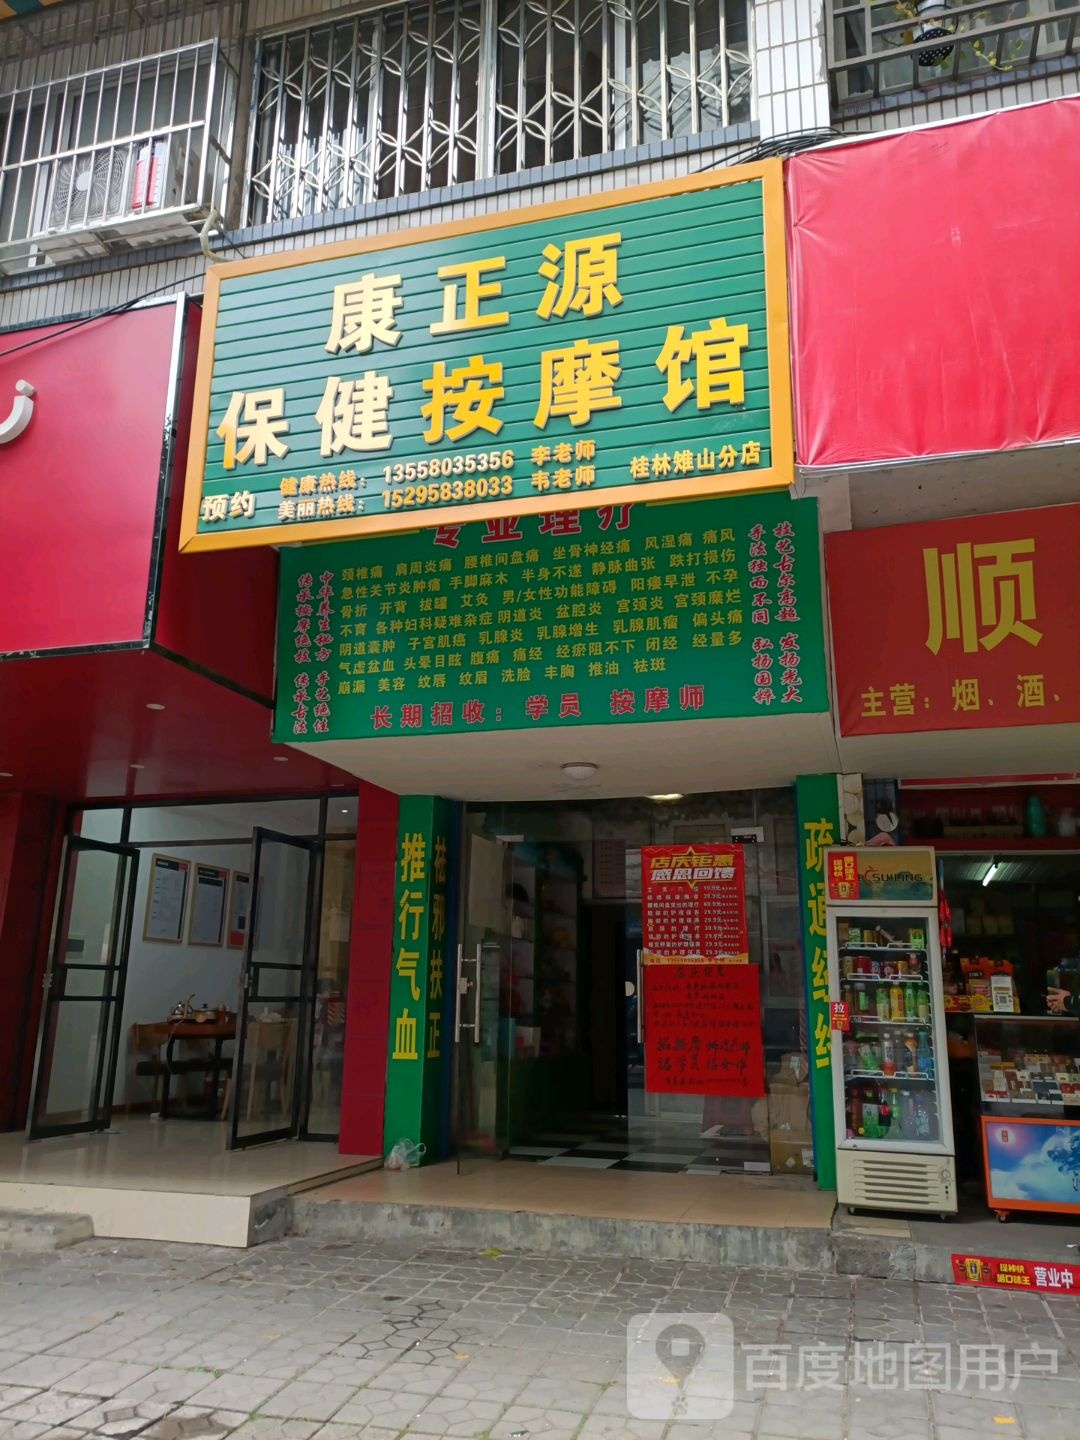 康正源
保健按摩馆
预约
健康热线：13558035356 李老师
美丽热线：15295838033 韦老师
桂林雉山分店
专业理疗
颈椎痛 肩周炎痛 腰椎间盘痛 坐骨神经痛 风湿痛 痛风
急性关节炎肿痛 手脚麻木 半身不遂 静脉曲张 跌打损伤
骨折 开背 拔罐 艾灸 男/女性功能障碍 阳痿早泄 不孕
不育 各种妇科疑难杂症 阴道炎 盆腔炎 宫颈炎 宫颈糜烂
阴道囊肿 子宫肌癌 乳腺炎 乳腺增生 乳腺肌瘤 偏头痛
气虚盆血 头晕目眩 腹痛 痛经 经瘀阻不下 闭经 经量多
崩漏 美容 纹唇 纹眉 洗脸 丰胸 推油 祛斑
长期招收：学员 按摩师
中华养生秘方 手艺绝佳
传承按摩绝技 传承古法
技艺古尔高超 发扬光大
手法独而不同 弘扬国粹
祛邪扶正
推行气血
疏通经络
店庆钜惠
感恩回馈
顺
主营：烟、酒、
拉
营业中
百度地图用户